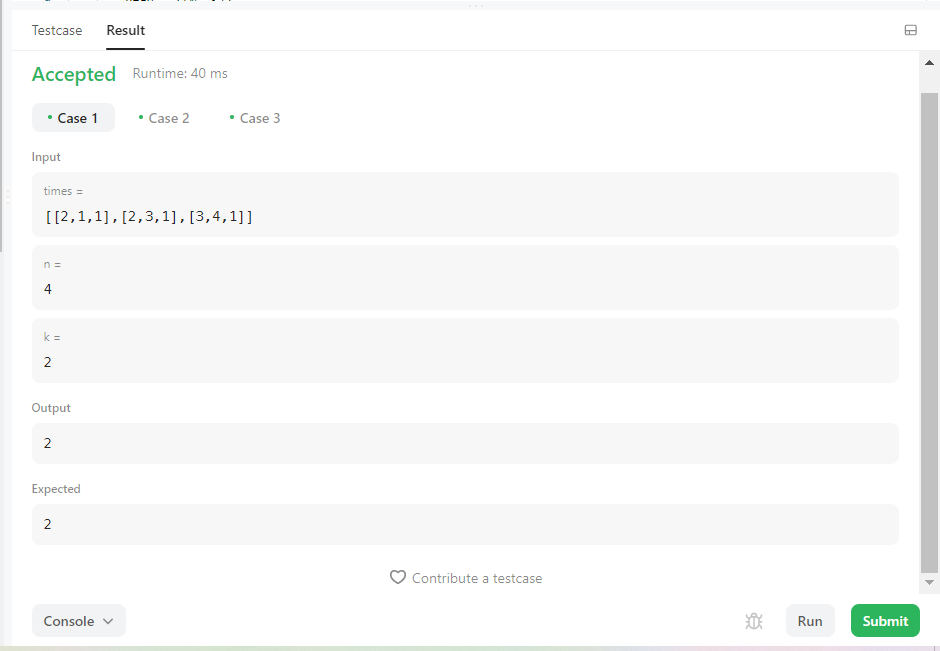 Testcase Result
Accepted Runtime: 40 ms
• Case 1 • Case 2 • Case 3
Input
times =
[[2,1,1],[2,3,1],[3,4,1]]
n =
4
k =
2
Output
2
Expected
2
Contribute a testcase
Console Run Submit